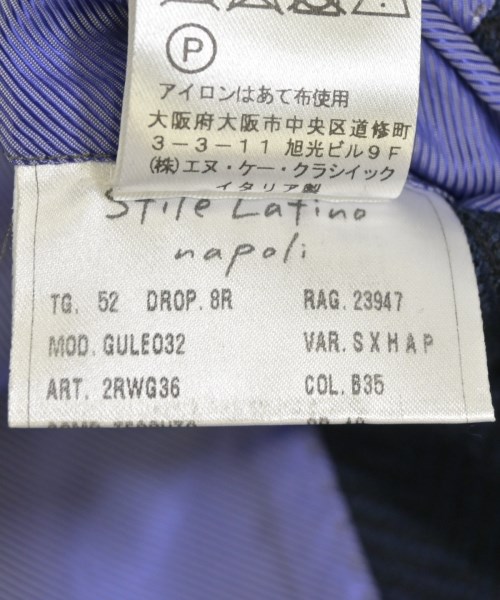 P
アイロンはあて布使用
大阪府大阪市中央区道修町
3-3-11 旭光ビル9F
(株)エヌ・ケー・クラシイック
イタリア製
Stile Latino
napoli
TG. 52 DROP. 8R RAG. 23947
MOD. GULE032 VAR. SXHAP
ART. 2RWG36 COL. B35